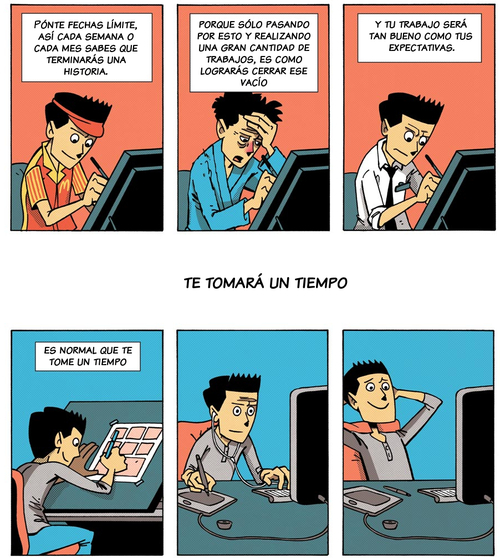 PÓNTE FECHAS LÍMITE,
ASÍ CADA SEMANA O
CADA MES SABES QUE
TERMINARÁS UNA
HISTORIA.
PORQUE SÓLO PASANDO
POR ESTO Y REALIZANDO
UNA GRAN CANTIDAD DE
TRABAJOS, ES COMO
LOGRARÁS CERRAR ESE
VACÍO
Y TU TRABAJO SERÁ
TAN BUENO COMO TUS
EXPECTATIVAS.
TE TOMARÁ UN TIEMPO
ES NORMAL QUE TE
TOME UN TIEMPO